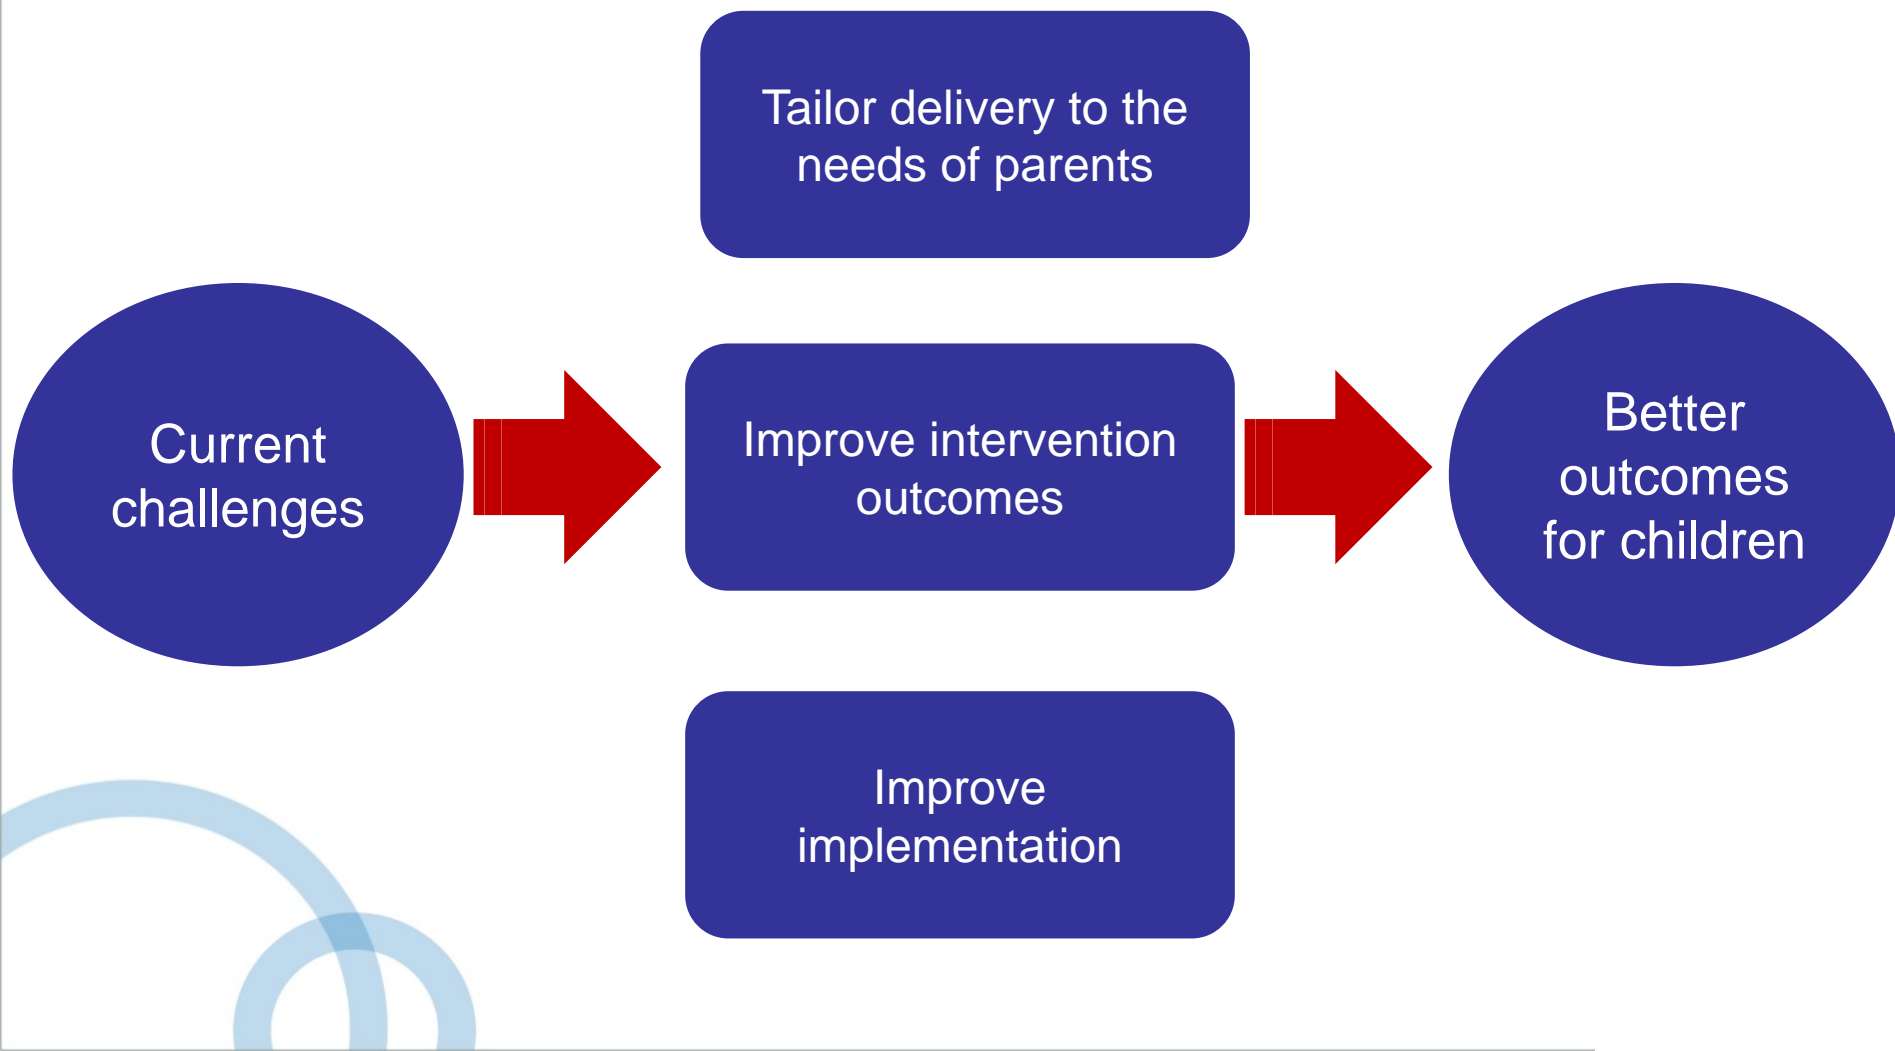 Tailor delivery to the
needs of parents
Current
challenges
Improve intervention
outcomes
Better
outcomes
for children
Improve
implementation